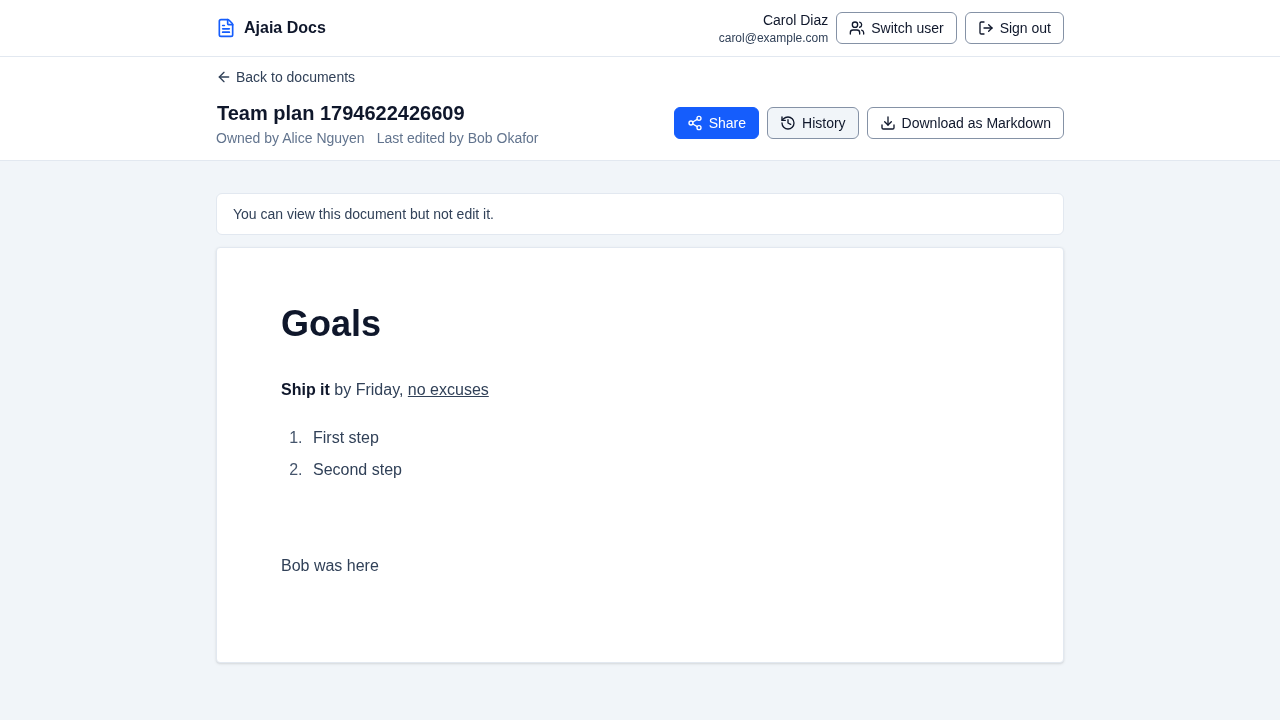 Ajaia Docs
Carol Diaz
carol@example.com
Switch user
Sign out
Back to documents
Team plan 1794622426609
Owned by Alice Nguyen Last edited by Bob Okafor
Share
History
Download as Markdown
You can view this document but not edit it.
Goals
Ship it by Friday, no excuses
1. First step
2. Second step
Bob was here